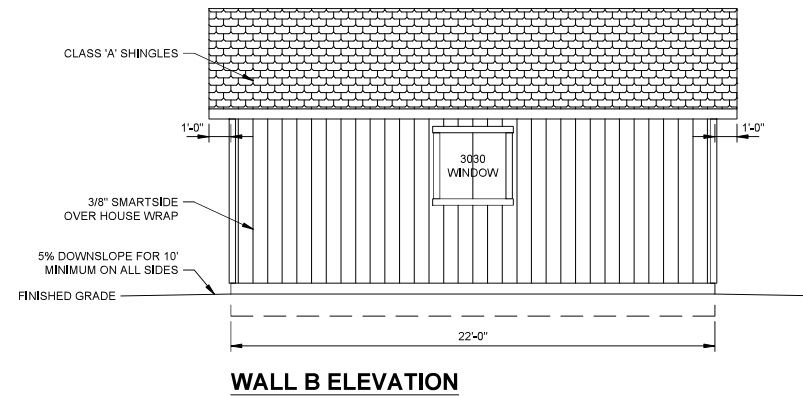 CLASS 'A' SHINGLES
1'-0"
1'-0"
3030
WINDOW
3/8" SMARTSIDE
OVER HOUSE WRAP
5% DOWNSLOPE FOR 10'
MINIMUM ON ALL SIDES
FINISHED GRADE
22'-0"
WALL B ELEVATION